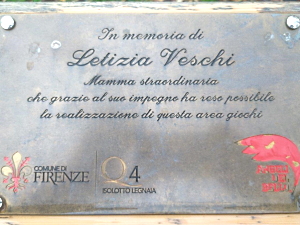 In memoria di
Letizia Veschi
Mamma straordinaria
che grazie al suo impegno ha reso possibile
la realizzazione di questa area giochi
COMUNE DI
FIRENZE
Q4
ISOLOTTO LEGNAIA